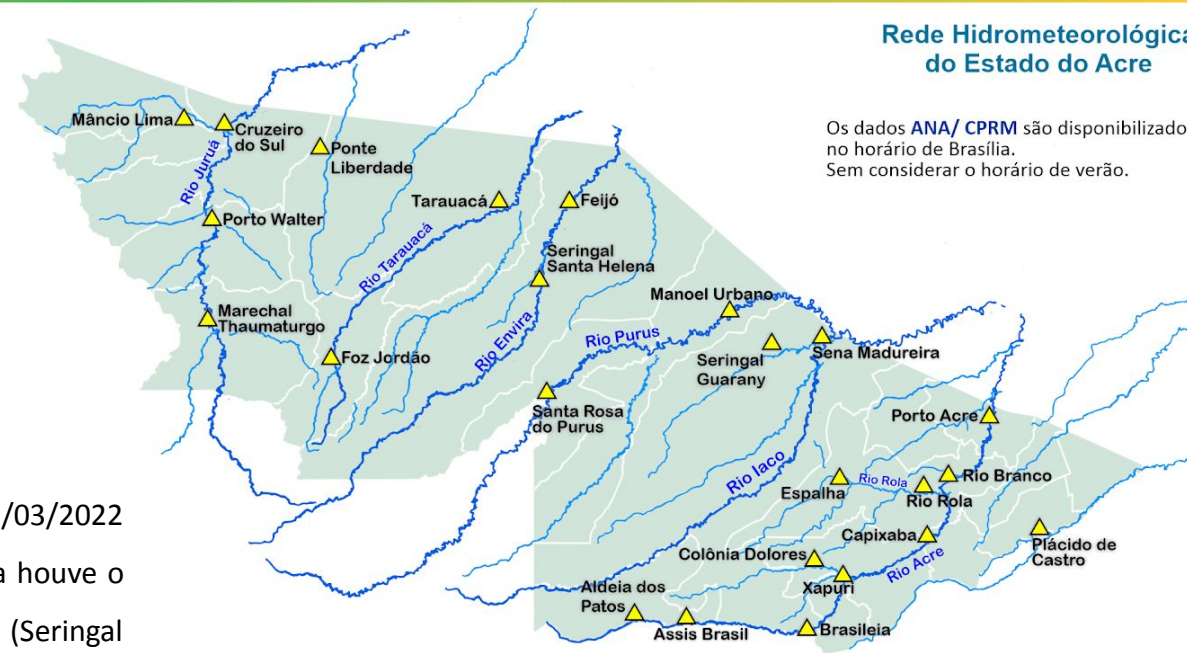 Rede Hidrometeorológica
do Estado do Acre
Os dados ANA/ CPRM são disponibilizado
no horário de Brasília.
Sem considerar o horário de verão.
Mâncio Lima
Cruzeiro
do Sul
Ponte
Liberdade
Rio Juruá
Porto Walter
Tarauacá
Feijó
Rio Tarauacá
Seringal
Santa Helena
Manoel Urbano
Marechal
Thaumaturgo
Foz Jordão
Rio Envira
Rio Purus
Seringal
Guarany
Sena Madureira
Santa Rosa
do Purus
Porto Acre
Rio Iaco
Espalha
Rio Rola
Rio Rola
Rio Branco
Capixaba
Plácido de
Castro
Colônia Dolores
Rio Acre
Xapuri
Aldeia dos
Patos
Assis Brasil
Brasileia
/03/2022
a houve o
(Seringal